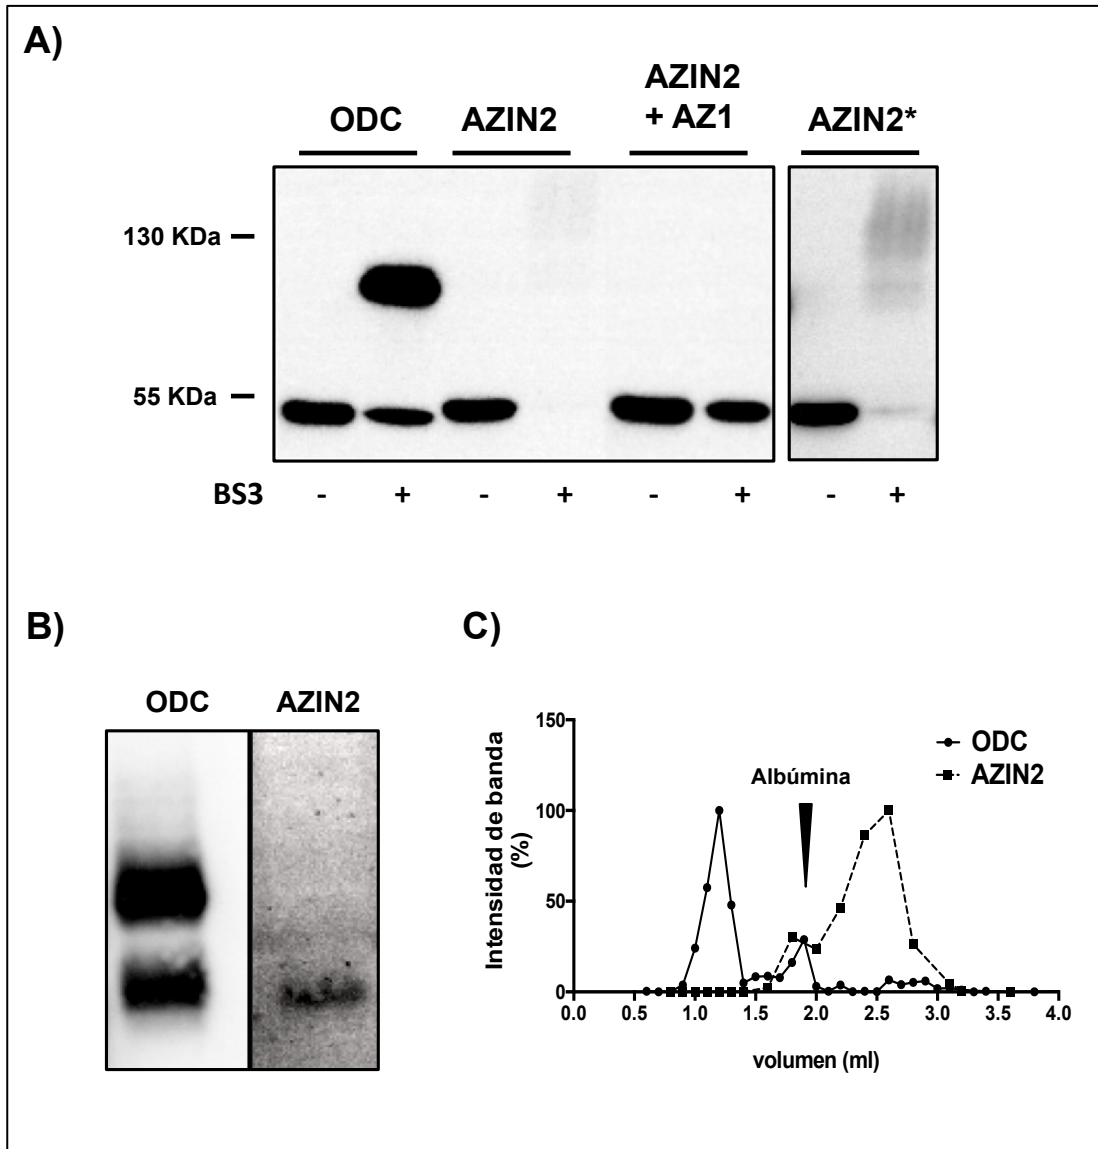 A)
ODC
AZIN2
AZIN2
+ AZ1
AZIN2*
130 KDa
55 KDa
BS3 - + - + - + - +
B)
ODC
AZIN2
C)
Intensidad de banda
(%)
150
100
50
0
ODC
AZIN2
Albúmina
0.0 0.5 1.0 1.5 2.0 2.5 3.0 3.5 4.0
volumen (ml)